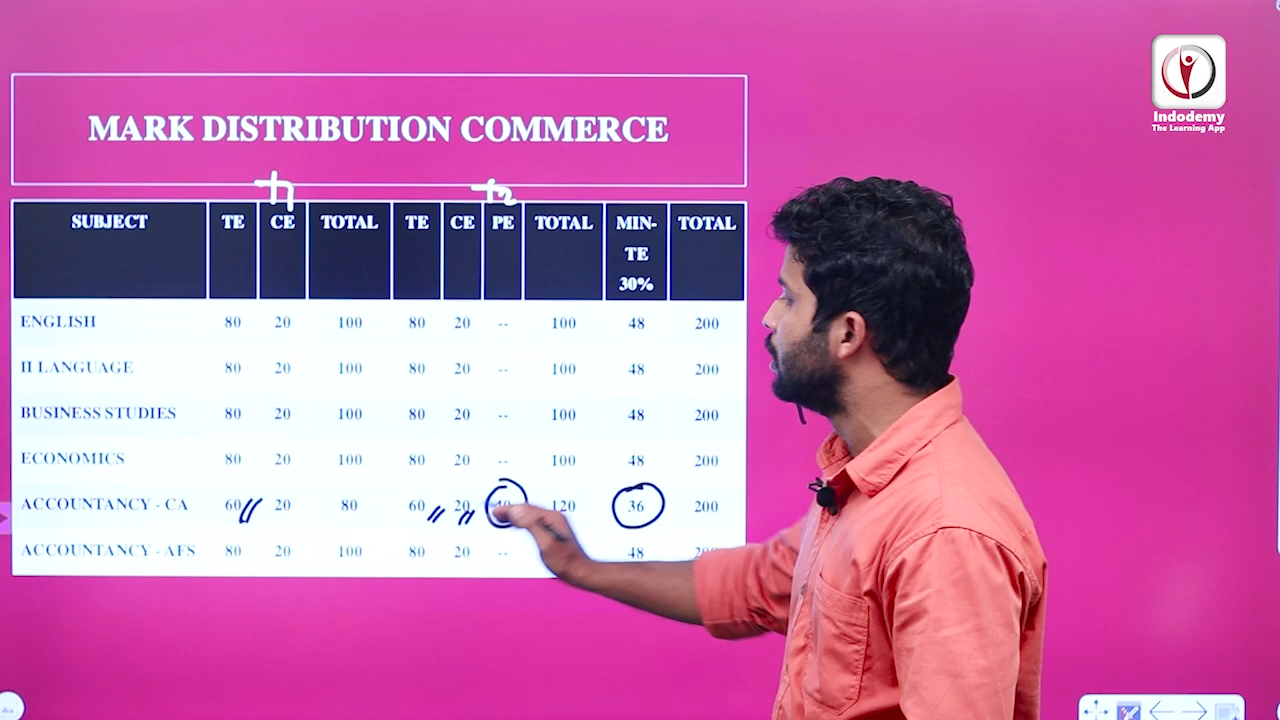 Indodemy
The Learning App
MARK DISTRIBUTION COMMERCE
+1 +2
SUBJECT TE CE TOTAL TE CE PE TOTAL MIN-TE 30% TOTAL
ENGLISH 80 20 100 80 20 -- 100 48 200
II LANGUAGE 80 20 100 80 20 -- 100 48 200
BUSINESS STUDIES 80 20 100 80 20 -- 100 48 200
ECONOMICS 80 20 100 80 20 -- 100 48 200
ACCOUNTANCY - CA 60 20 80 60 20 40 120 36 200
ACCOUNTANCY - AFS 80 20 100 80 20 -- 48